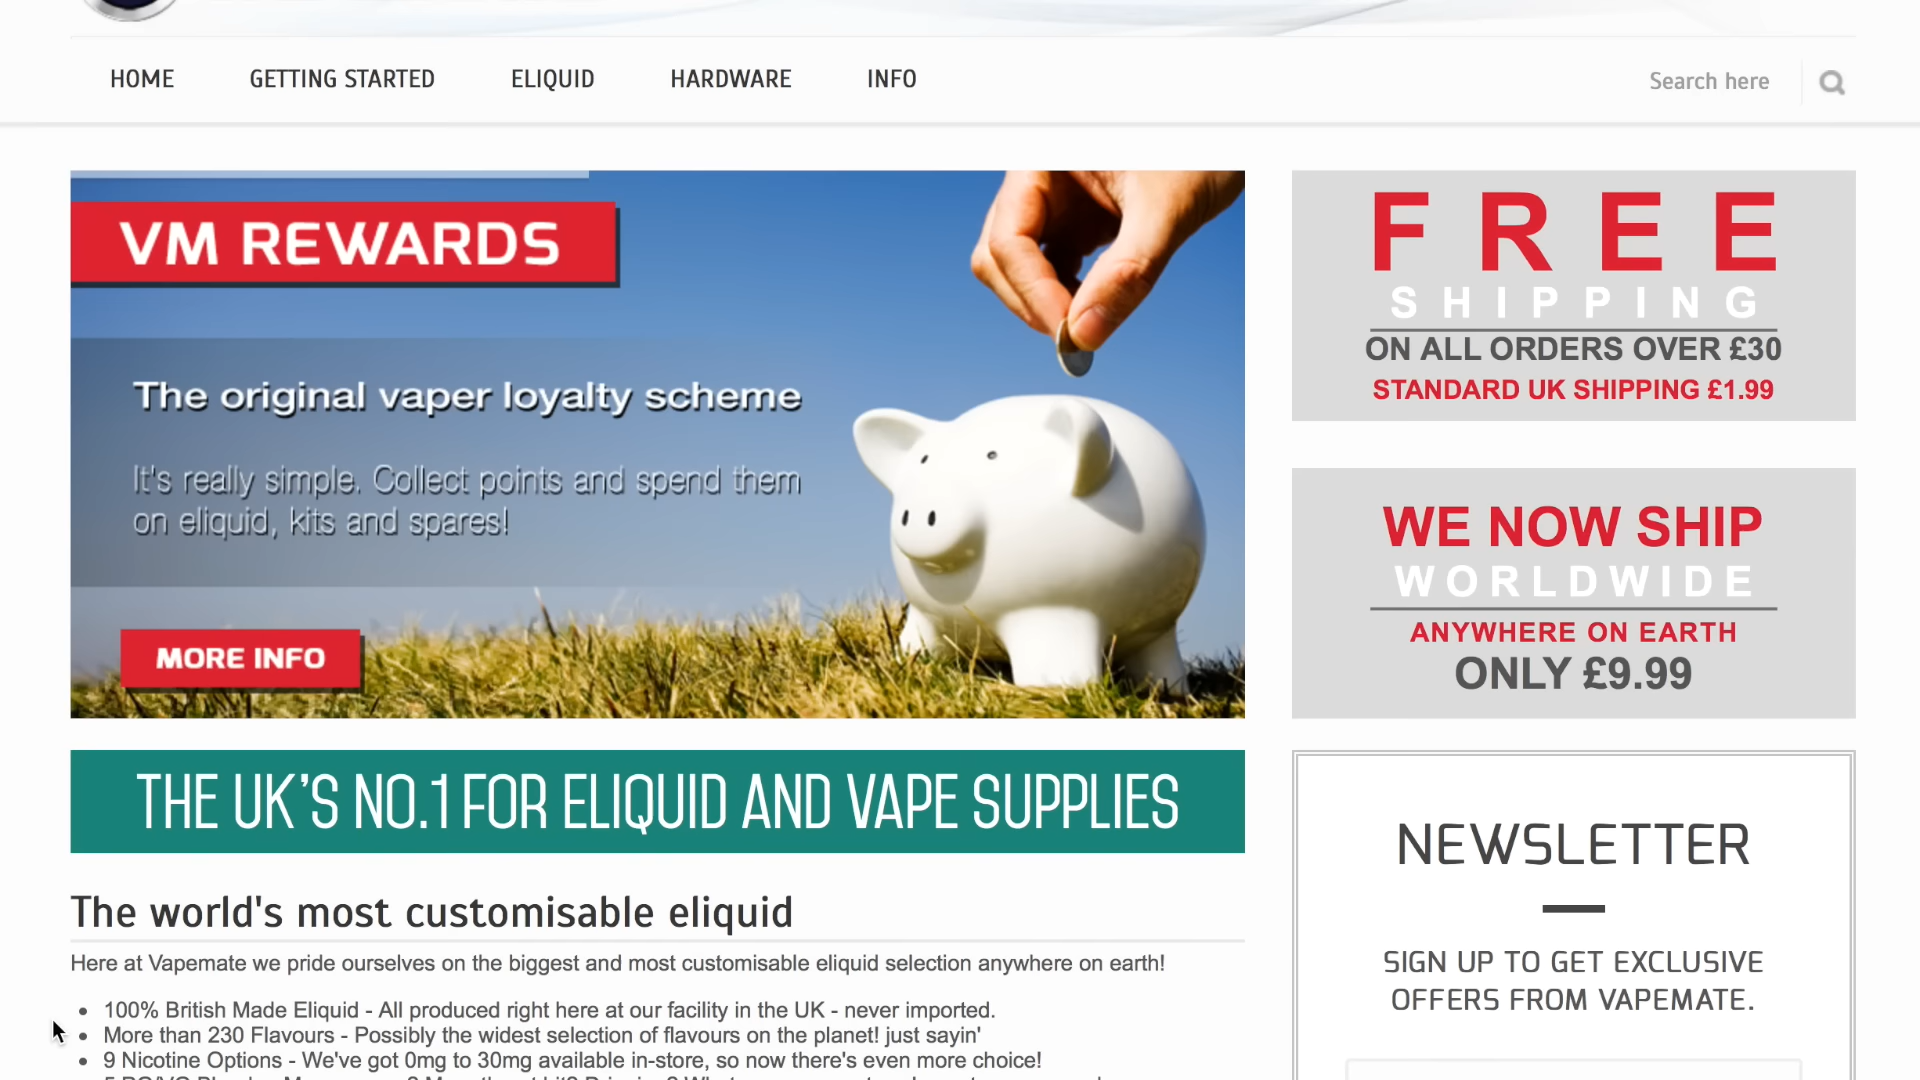 HOME GETTING STARTED ELIQUID HARDWARE INFO Search here
VM REWARDS
The original vaper loyalty scheme
It's really simple. Collect points and spend them
on eliquid, kits and spares!
MORE INFO
FREE
SHIPPING
ON ALL ORDERS OVER £30
STANDARD UK SHIPPING £1.99
WE NOW SHIP
WORLDWIDE
ANYWHERE ON EARTH
ONLY £9.99
THE UK'S NO.1 FOR ELIQUID AND VAPE SUPPLIES
The world's most customisable eliquid
Here at Vapemate we pride ourselves on the biggest and most customisable eliquid selection anywhere on earth!
• 100% British Made Eliquid - All produced right here at our facility in the UK - never imported.
• More than 230 Flavours - Possibly the widest selection of flavours on the planet! just sayin'
• 9 Nicotine Options - We've got 0mg to 30mg available in-store, so now there's even more choice!
NEWSLETTER
SIGN UP TO GET EXCLUSIVE
OFFERS FROM VAPEMATE.